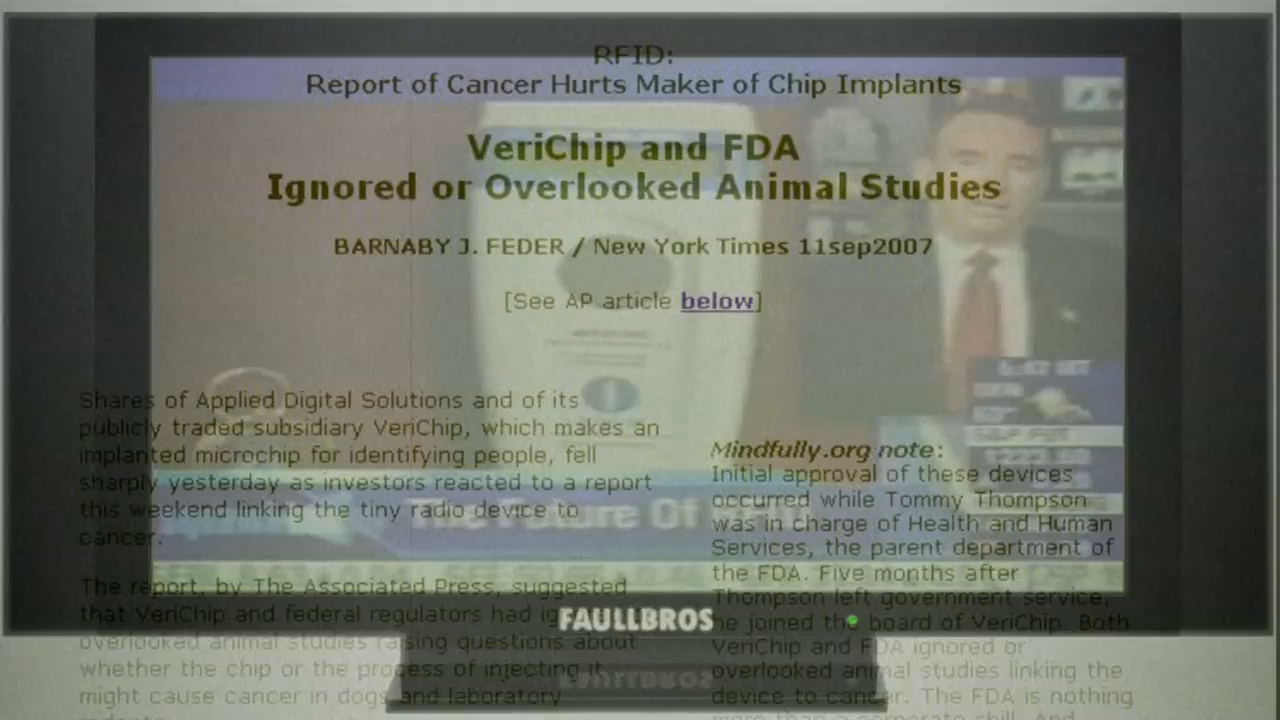 RFID:
Report of Cancer Hurts Maker of Chip Implants
VeriChip and FDA
Ignored or Overlooked Animal Studies
BARNABY J. FEDER / New York Times 11sep2007
[See AP article below]
Shares of Applied Digital Solutions and of its
publicly traded subsidiary VeriChip, which makes an
implanted microchip for identifying people, fell
sharply yesterday as investors reacted to a report
this weekend linking the tiny radio device to
cancer.
The report, by The Associated Press, suggested
that VeriChip and federal regulators had
overlooked animal studies raising questions about
whether the chip or the process of injecting it
might cause cancer in dogs and laboratory
Mindfully.org note:
Initial approval of these devices
occurred while Tommy Thompson
was in charge of Health and Human
Services, the parent department of
the FDA. Five months after
Thompson left government service,
he joined the board of VeriChip. Both
VeriChip and FDA ignored or
overlooked animal studies linking the
device to cancer. The FDA is nothing
more than a corporate shill. And
The Future Of
FAULLBROS